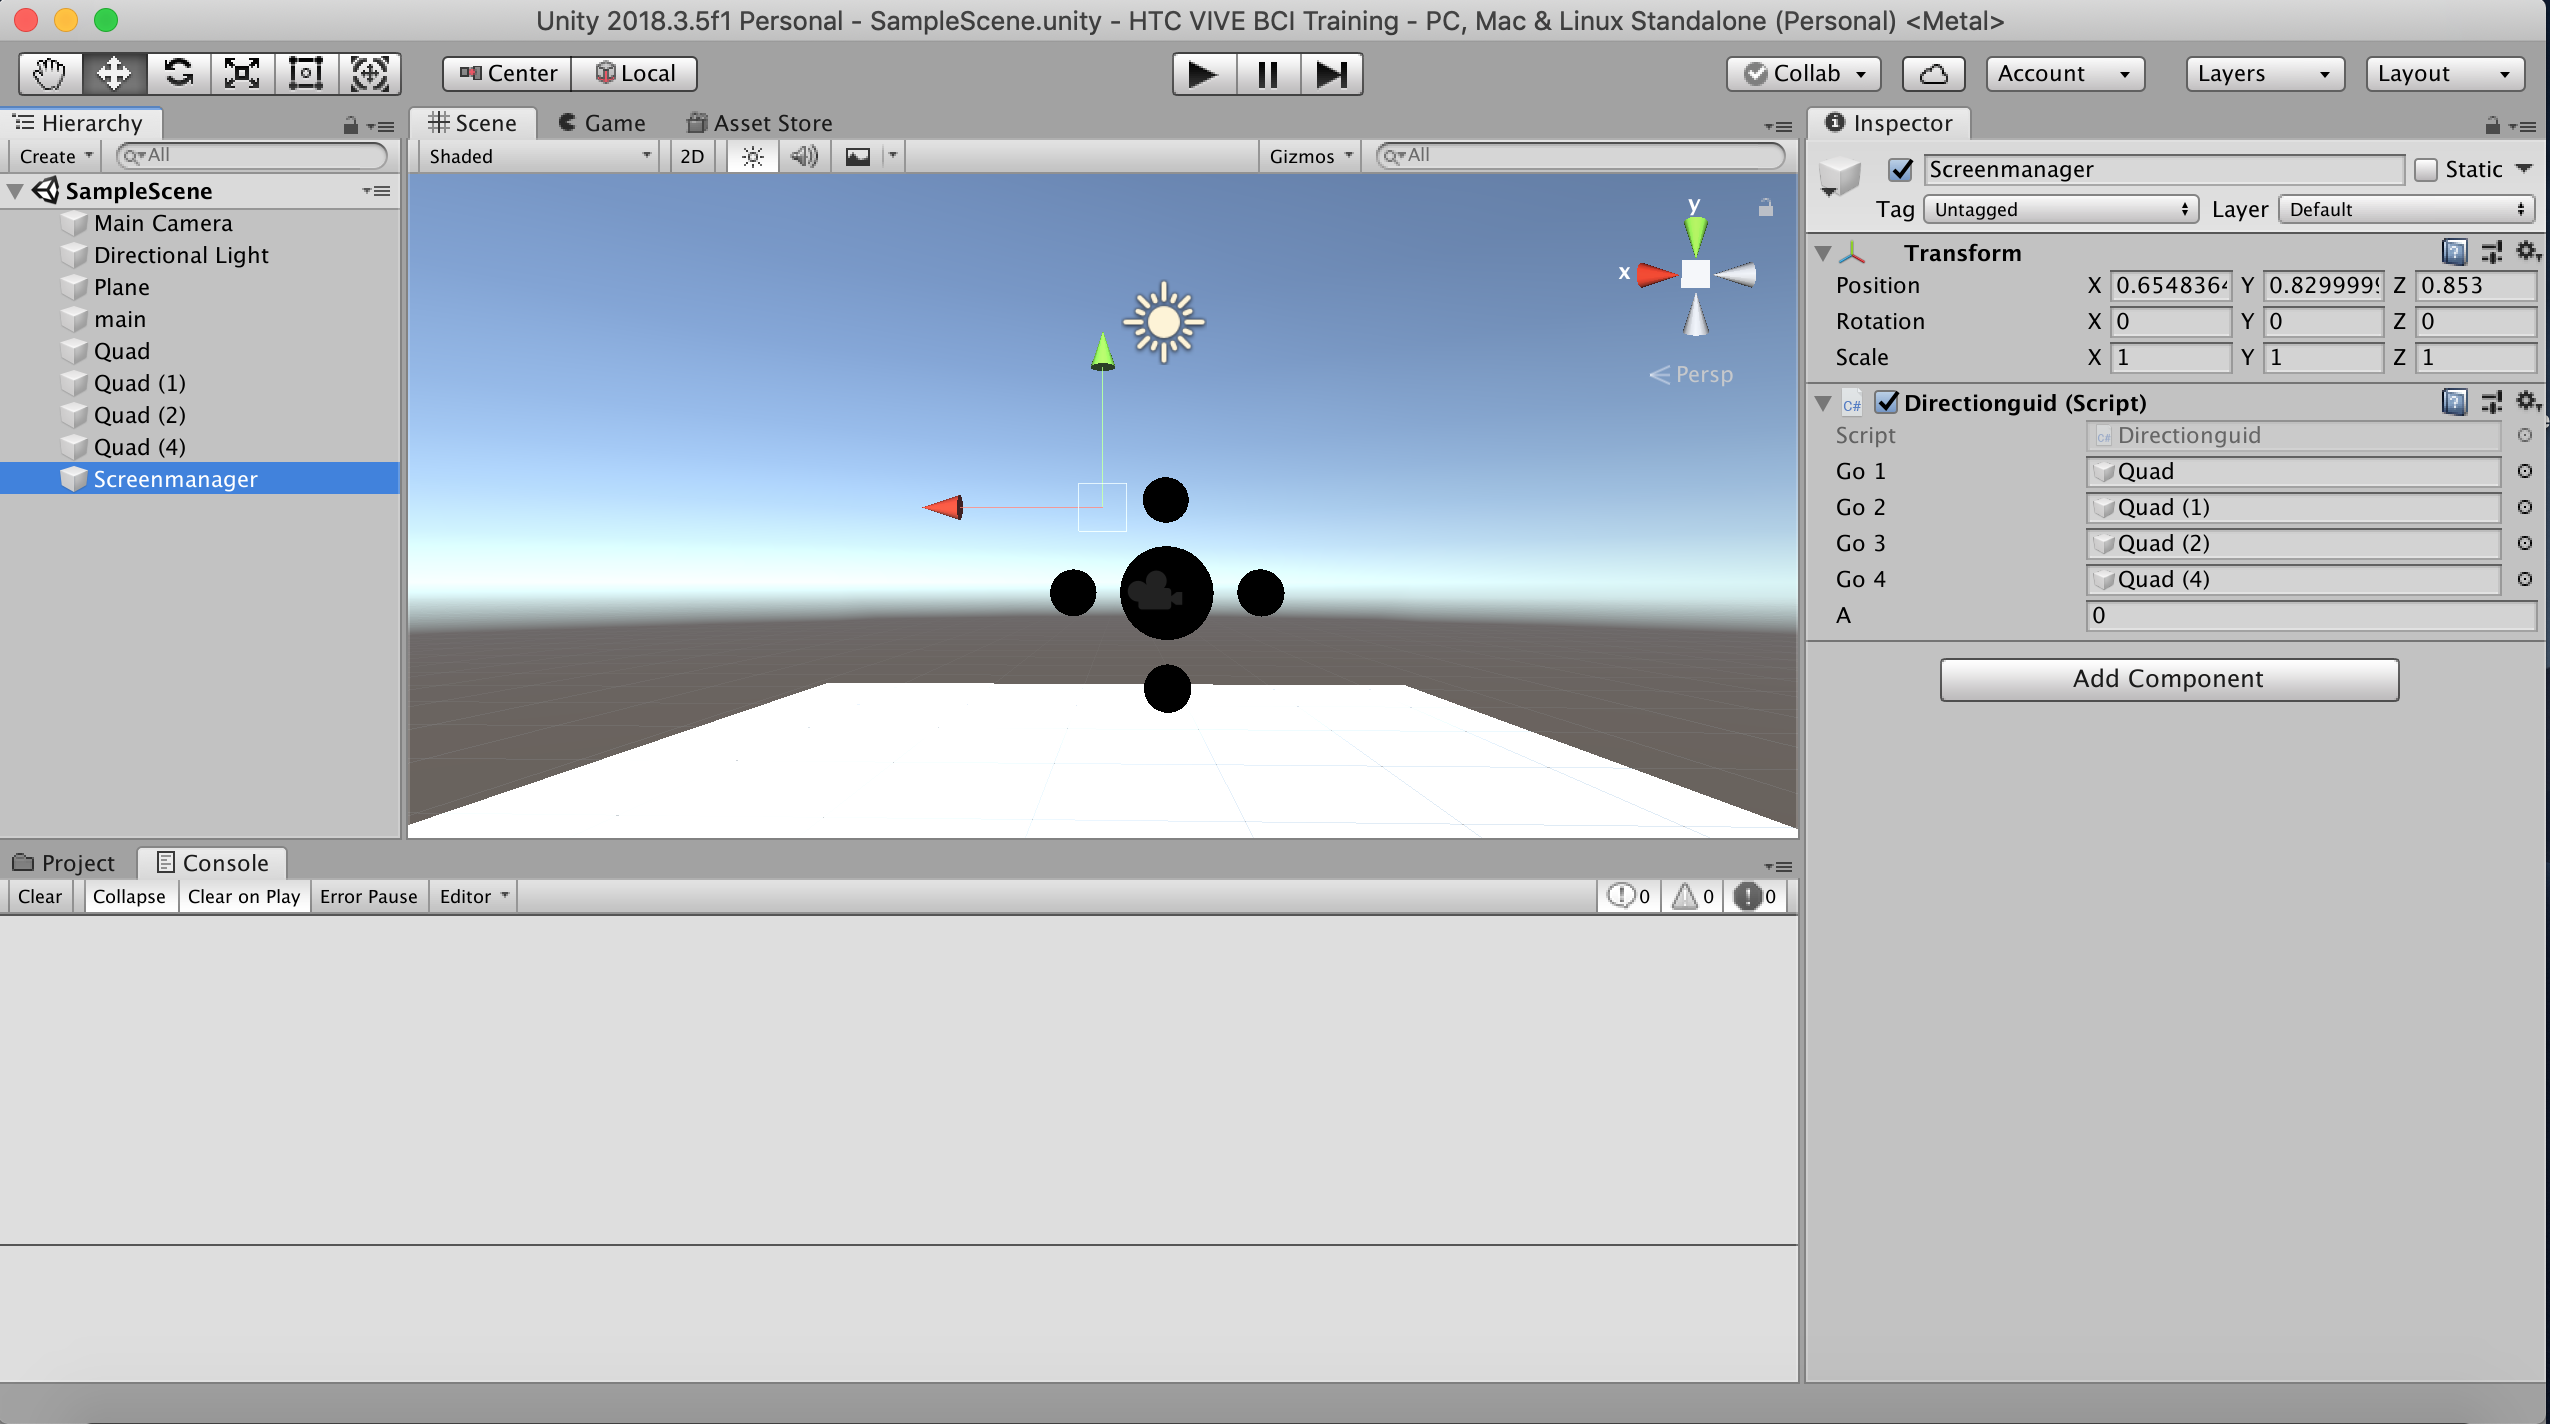 Unity 2018.3.5f1 Personal - SampleScene.unity - HTC VIVE BCI Training - PC, Mac & Linux Standalone (Personal) <Metal>
Center Local Collab Account Layers Layout
Hierarchy
Create All
SampleScene
Main Camera
Directional Light
Plane
main
Quad
Quad (1)
Quad (2)
Quad (4)
Screenmanager
Scene Game Asset Store
Shaded 2D Gizmos All
y
x
Persp
Inspector
Screenmanager Static
Tag Untagged Layer Default
Transform
Position X 0.6548364 Y 0.8299999 Z 0.853
Rotation X 0 Y 0 Z 0
Scale X 1 Y 1 Z 1
C# Directionguid (Script)
Script C# Directionguid
Go 1 Quad
Go 2 Quad (1)
Go 3 Quad (2)
Go 4 Quad (4)
A 0
Add Component
Project Console
Clear Collapse Clear on Play Error Pause Editor 0 0 0